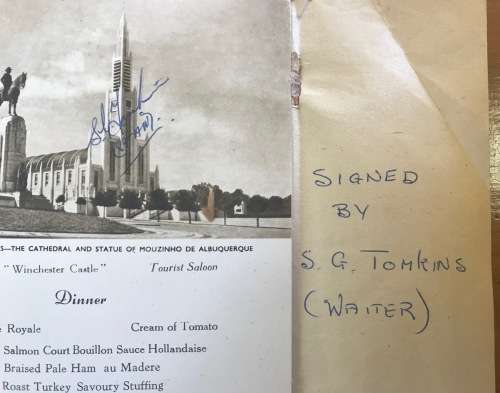 S—THE CATHEDRAL AND STATUE OF MOUZINHO DE ALBUQUERQUE
"Winchester Castle" Tourist Saloon
Dinner
Royale Cream of Tomato
Salmon Court Bouillon Sauce Hollandaise
Braised Pale Ham au Madere
Roast Turkey Savoury Stuffing
SIGNED
BY
S. G. TOMKINS
(WAITER)